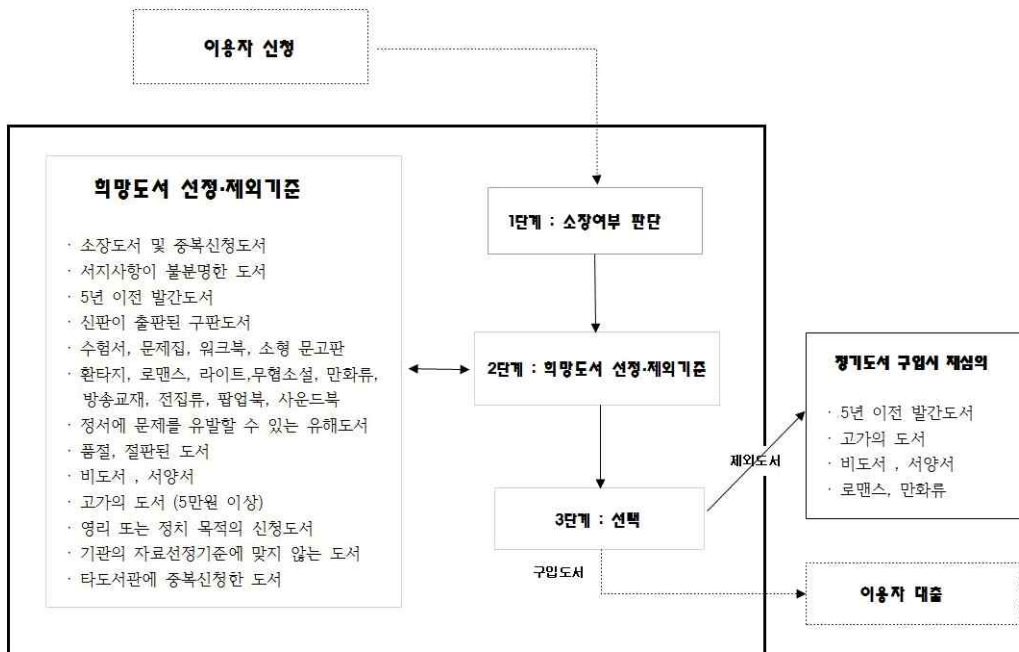 이용자 신청
희망도서 선정·제외기준
· 소장도서 및 중복신청도서
· 서지사항이 불분명한 도서
· 5년 이전 발간도서
· 신판이 출판된 구판도서
· 수험서, 문제집, 워크북, 소형 문고판
· 환타지, 로맨스, 라이트,무협소설, 만화류,
방송교재, 전집류, 팝업북, 사운드북
· 정서에 문제를 유발할 수 있는 유해도서
· 품절, 절판된 도서
· 비도서 , 서양서
· 고가의 도서 (5만원 이상)
· 영리 또는 정치 목적의 신청도서
· 기관의 자료선정기준에 맞지 않는 도서
· 타도서관에 중복신청한 도서
1단계 : 소장여부 판단
2단계 : 희망도서 선정·제외기준
3단계 : 선택
제외도서
구입도서
정기도서 구입시 재심의
· 5년 이전 발간도서
· 고가의 도서
· 비도서 , 서양서
· 로맨스, 만화류
이용자 대출